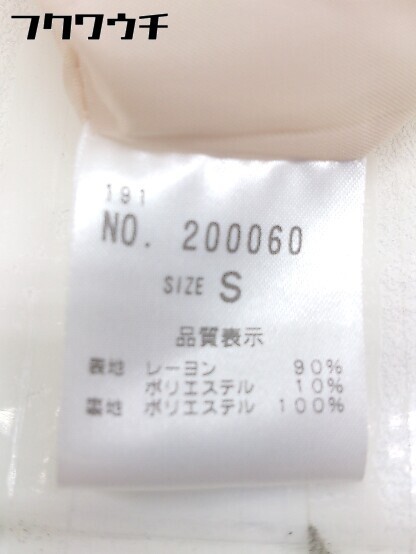 フクワウチ
191
NO. 200060
SIZE S
品質表示
表地 レーヨン 90%
ポリエステル 10%
裏地 ポリエステル 100%